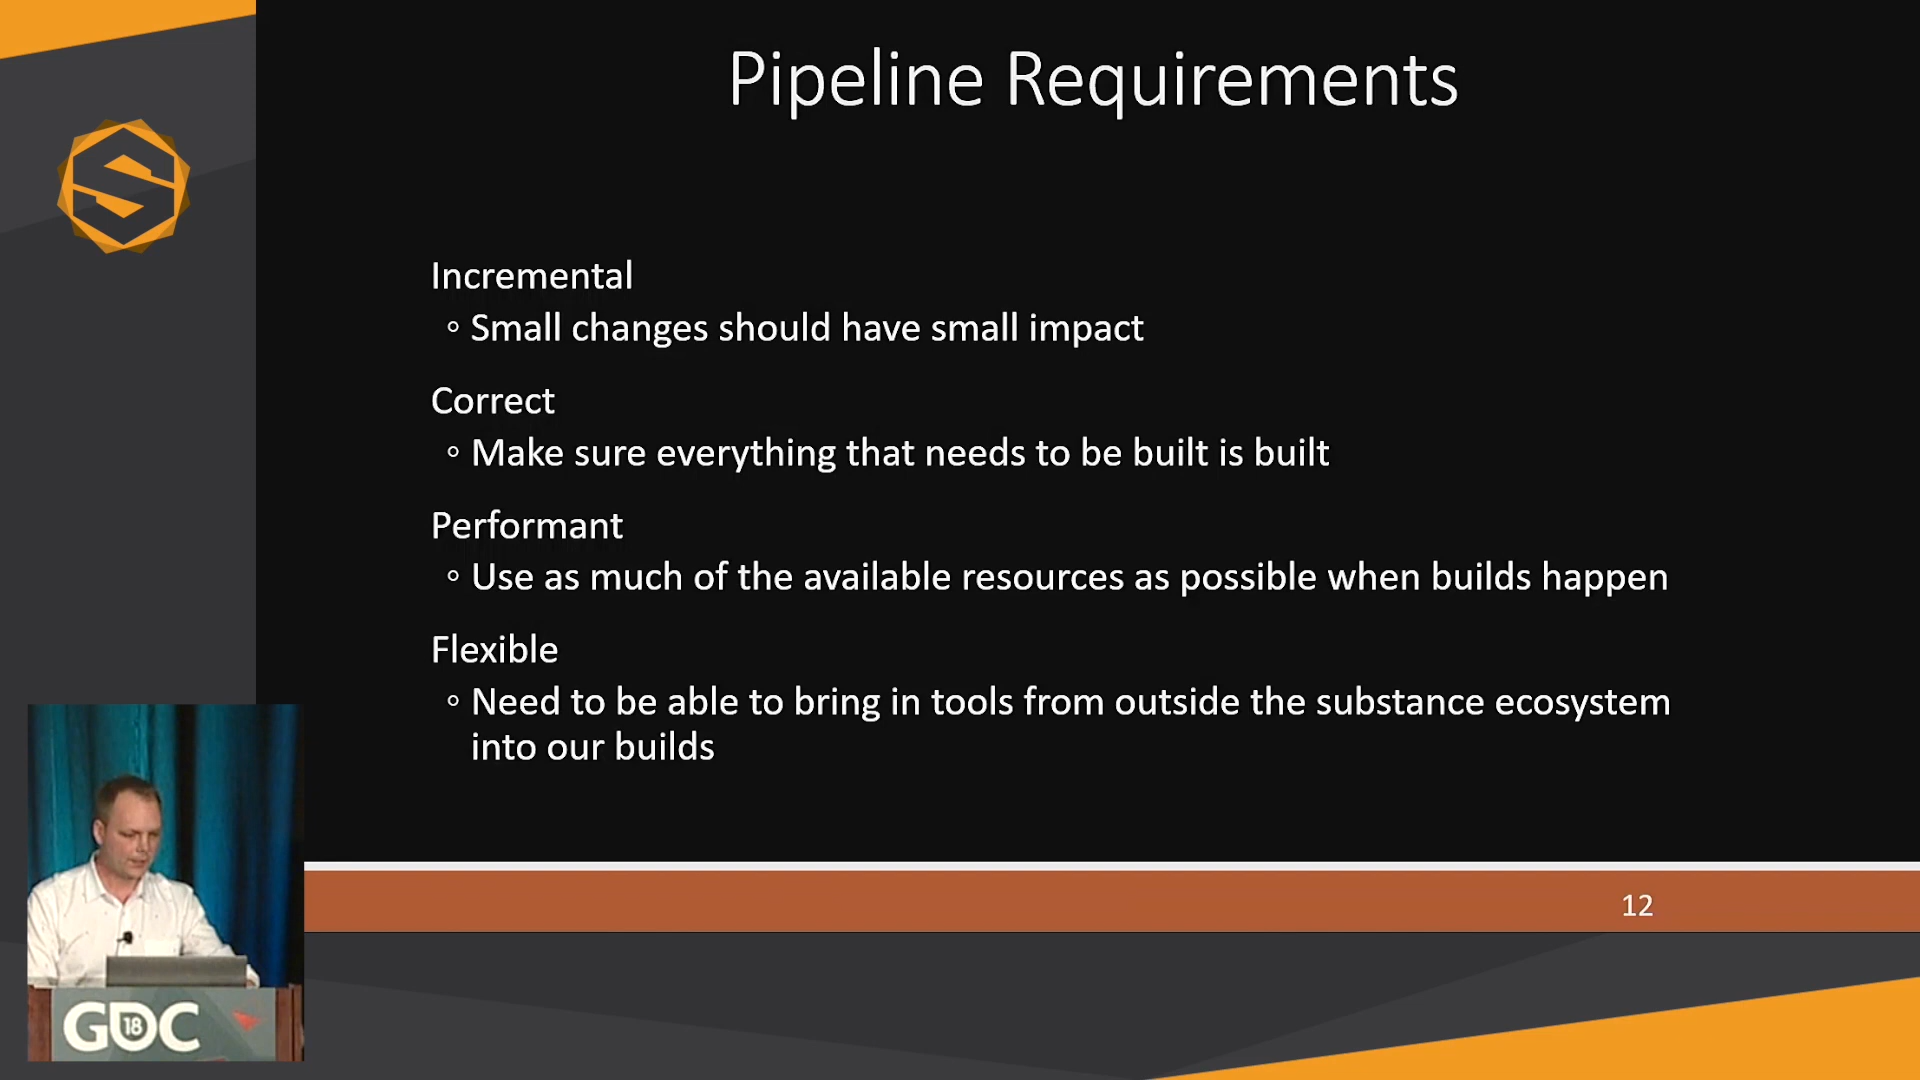 Pipeline Requirements
Incremental
◦ Small changes should have small impact
Correct
◦ Make sure everything that needs to be built is built
Performant
◦ Use as much of the available resources as possible when builds happen
Flexible
◦ Need to be able to bring in tools from outside the substance ecosystem
into our builds
12
GDC
18